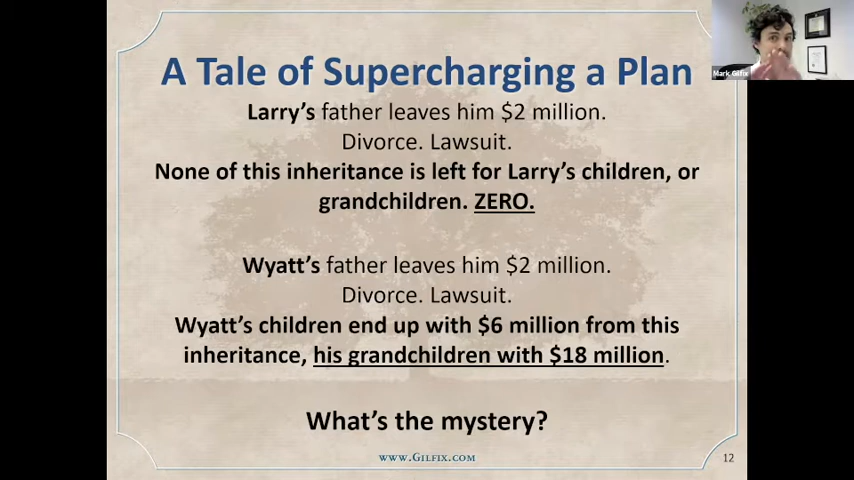 A Tale of Supercharging a Plan
Larry's father leaves him $2 million.
Divorce. Lawsuit.
None of this inheritance is left for Larry's children, or
grandchildren. ZERO.
Wyatt's father leaves him $2 million.
Divorce. Lawsuit.
Wyatt's children end up with $6 million from this
inheritance, his grandchildren with $18 million.
What's the mystery?
www.Gilfix.com
12
Mark Gilfix